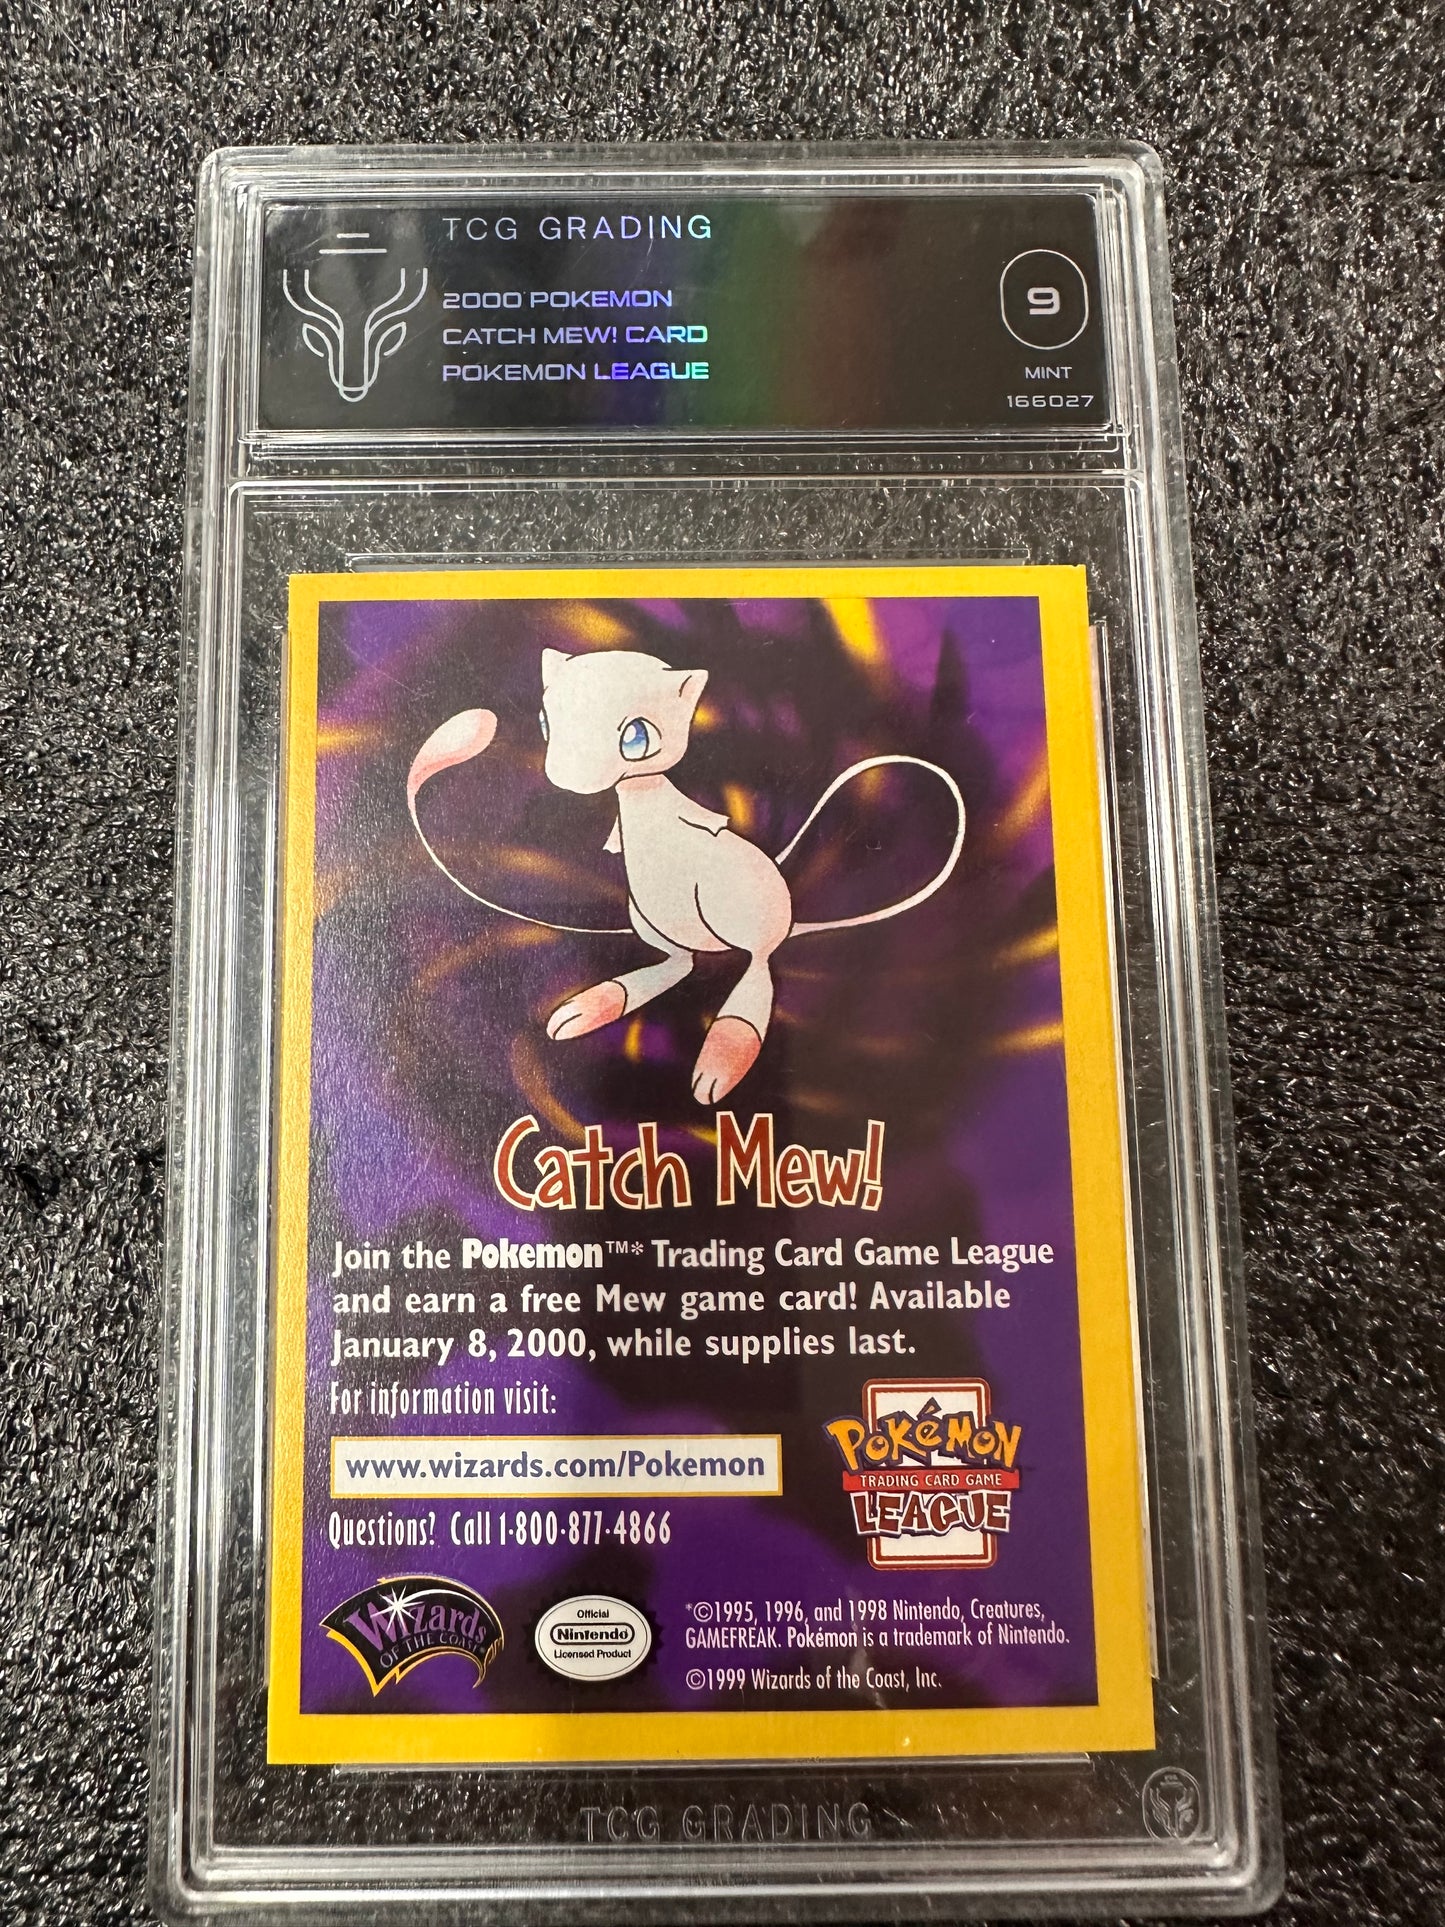 TCG GRADING
2000 POKEMON
CATCH MEW! CARD
POKEMON LEAGUE
9
MINT
166027
Catch Mew!
Join the Pokemon™* Trading Card Game League
and earn a free Mew game card! Available
January 8, 2000, while supplies last.
For information visit:
www.wizards.com/Pokemon
Questions? Call 1-800-877-4866
POKéMON
TRADING CARD GAME
LEAGUE
Wizards
OF THE COAST
Official
Nintendo
Licensed Product
*©1995, 1996, and 1998 Nintendo, Creatures,
GAMEFREAK. Pokémon is a trademark of Nintendo.
©1999 Wizards of the Coast, Inc.
TCG GRADING